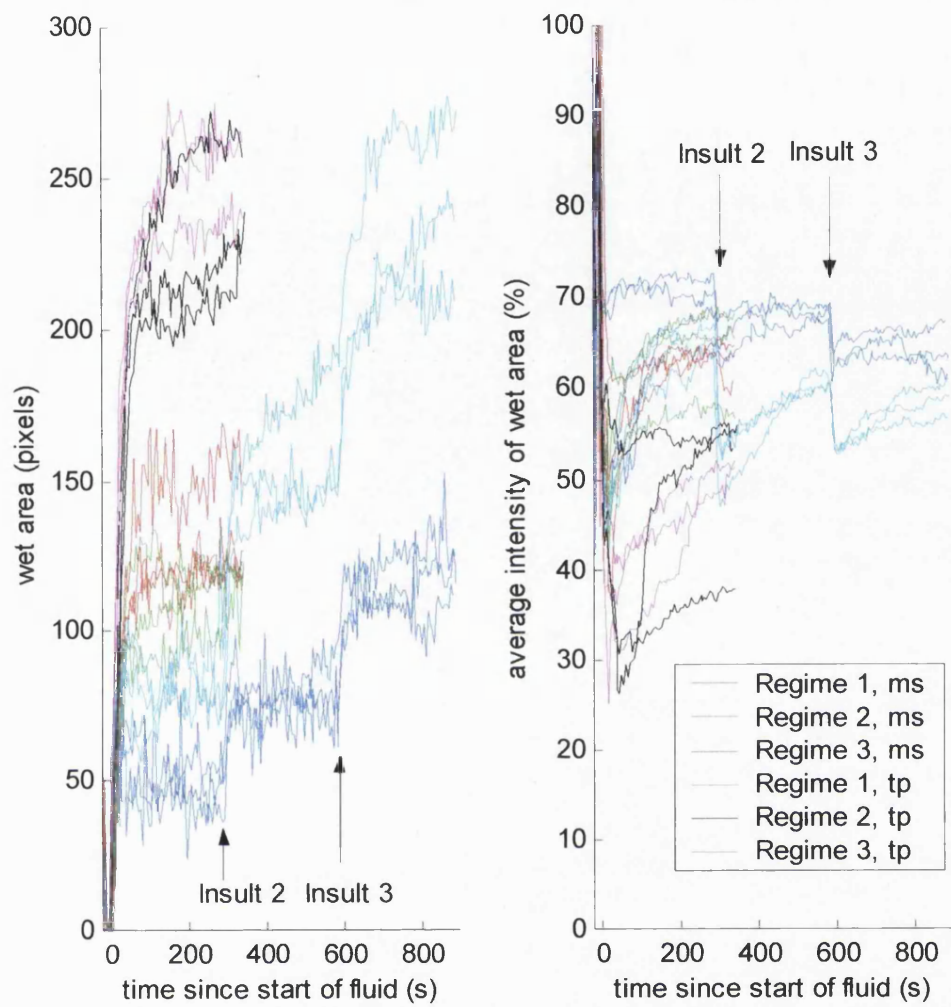 300
250
200
150
100
50
0
wet area (pixels)
0 200 400 600 800
time since start of fluid (s)
Insult 2
Insult 3
100
90
80
70
60
50
40
30
20
10
0
average intensity of wet area (%)
0 200 400 600 800
time since start of fluid (s)
Insult 2
Insult 3
Regime 1, ms
Regime 2, ms
Regime 3, ms
Regime 1, tp
Regime 2, tp
Regime 3, tp